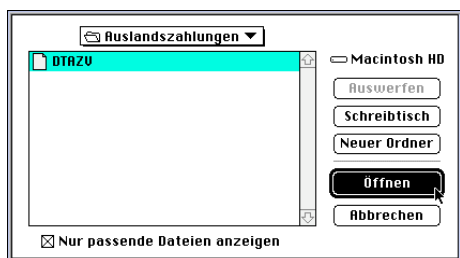 Auslandszahlungen
DTAZV
Macintosh HD
Auswerfen
Schreibtisch
Neuer Ordner
Öffnen
Abbrechen
Nur passende Dateien anzeigen